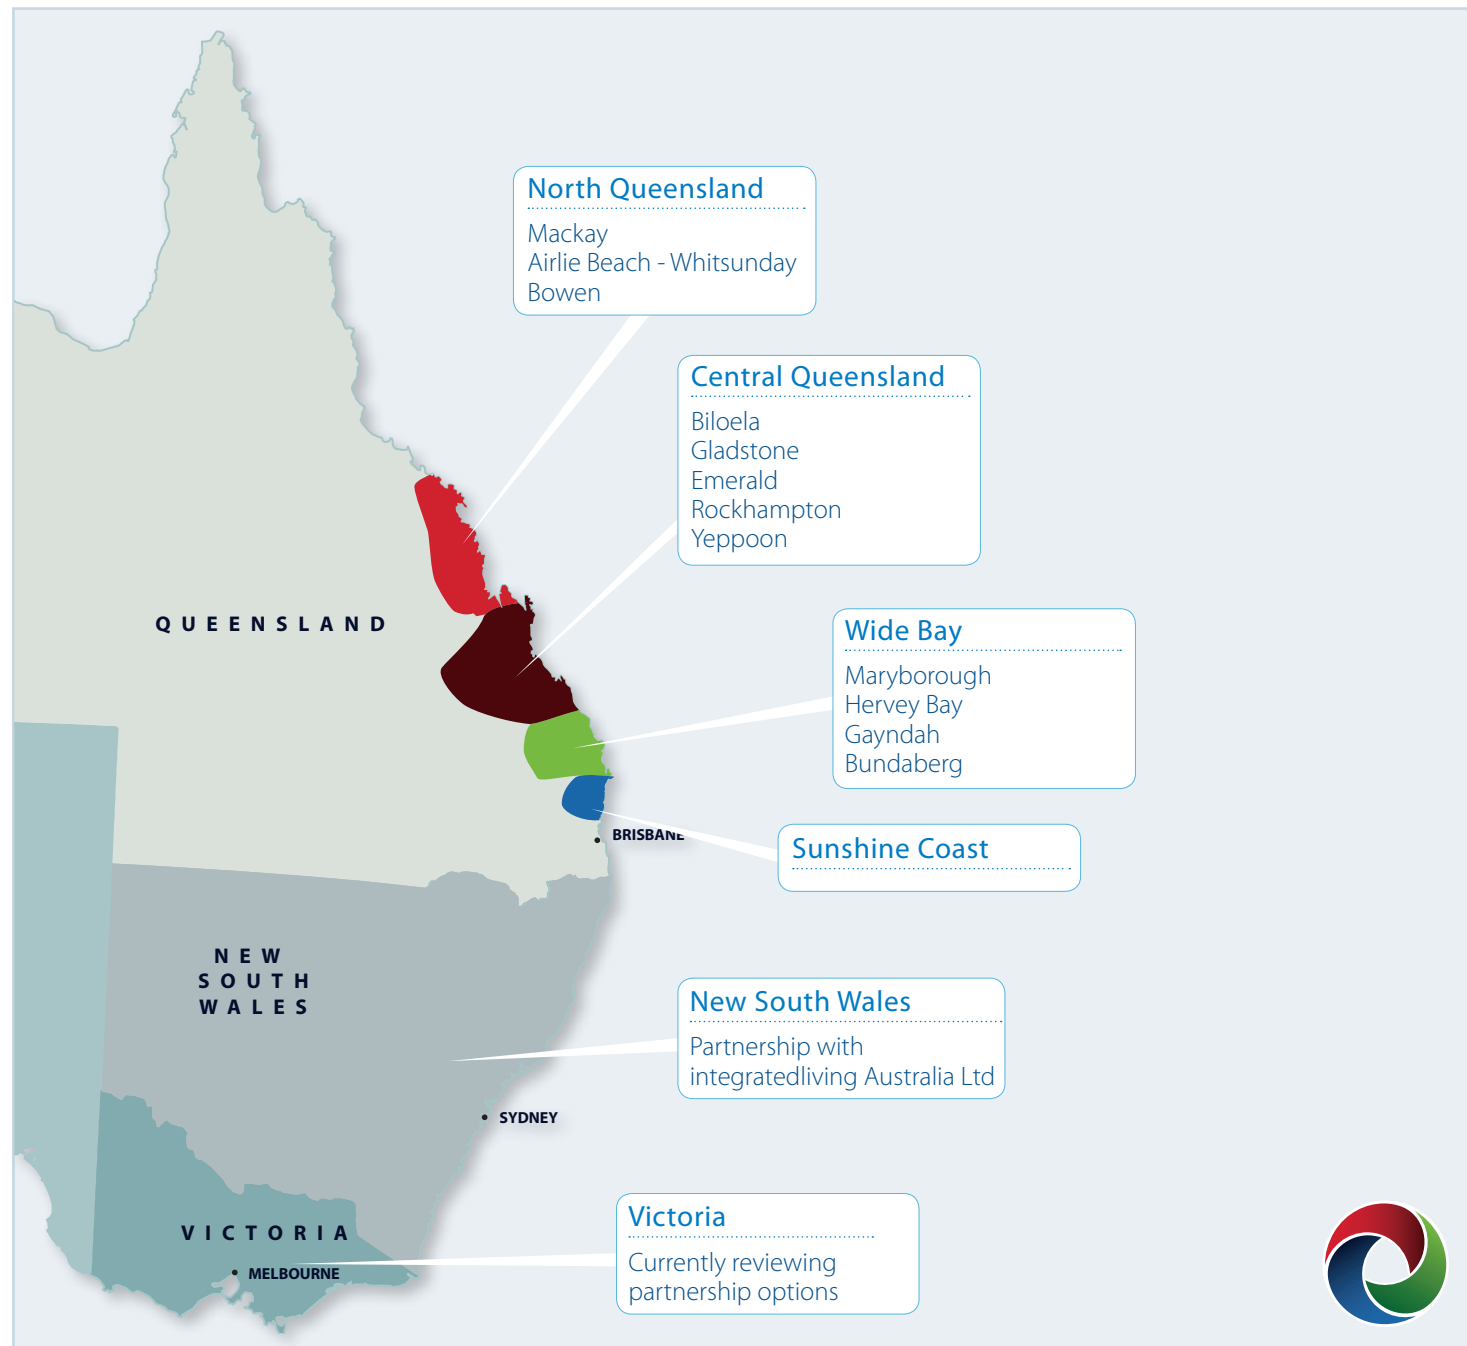 North Queensland
Mackay
Airlie Beach - Whitsunday
Bowen
Central Queensland
Biloela
Gladstone
Emerald
Rockhampton
Yeppoon
QUEENSLAND
Wide Bay
Maryborough
Hervey Bay
Gayndah
Bundaberg
BRISBANE
Sunshine Coast
NEW
SOUTH
WALES
New South Wales
Partnership with
integratedliving Australia Ltd
SYDNEY
Victoria
Currently reviewing
partnership options
VICTORIA
MELBOURNE